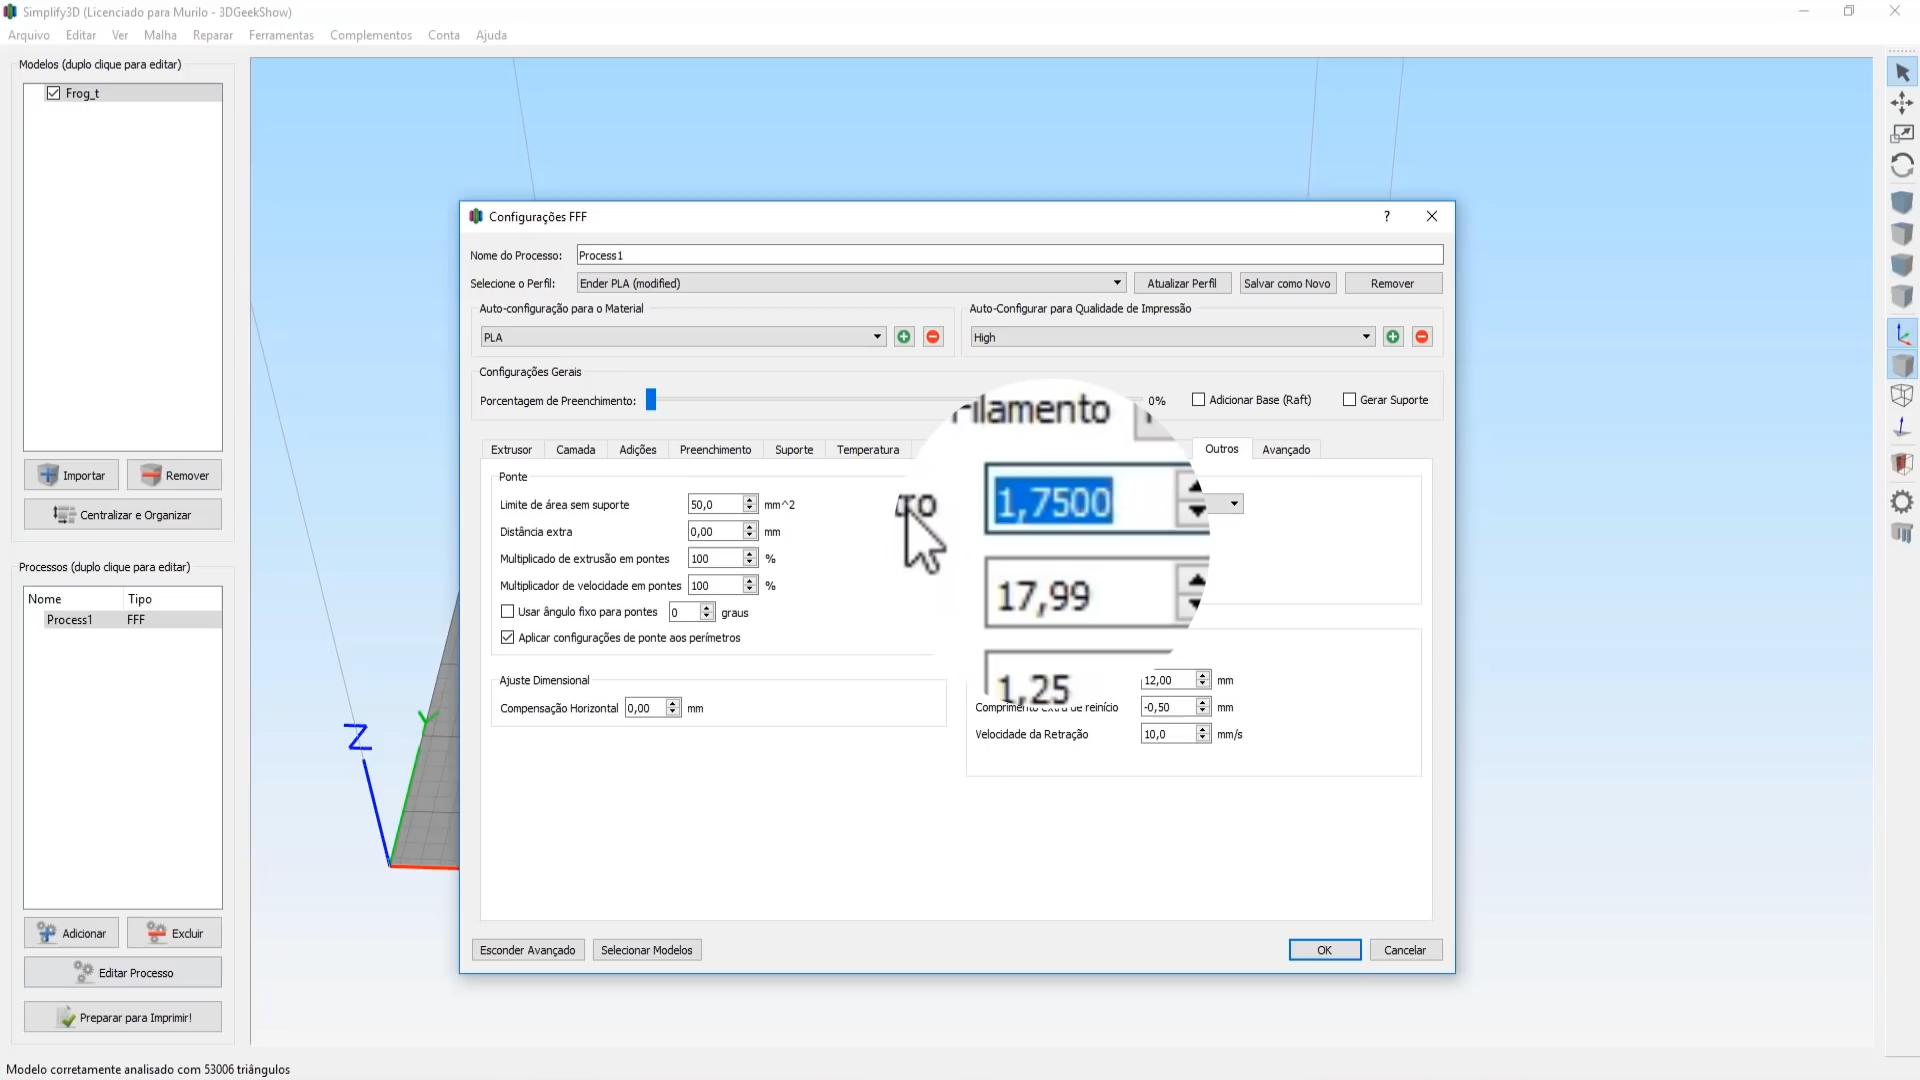 Simplify3D (Licenciado para Murilo - 3DGeekShow)
Arquivo Editar Ver Malha Reparar Ferramentas Complementos Conta Ajuda
Modelos (duplo clique para editar)
Frog_t
Importar Remover
Centralizar e Organizar
Processos (duplo clique para editar)
Nome Tipo
Process1 FFF
Adicionar Excluir
Editar Processo
Preparar para Imprimir!
Modelo corretamente analisado com 53006 triângulos
Z
Y
Configurações FFF
?
Nome do Processo: Process1
Selecione o Perfil: Ender PLA (modified) Atualizar Perfil Salvar como Novo Remover
Auto-configuração para o Material
PLA
Auto-Configurar para Qualidade de Impressão
High
Configurações Gerais
Porcentagem de Preenchimento: 0% Adicionar Base (Raft) Gerar Suporte
Extrusor Camada Adições Preenchimento Suporte Temperatura Outros Avançado
Ponte
Limite de área sem suporte 50,0 mm^2
Distância extra 0,00 mm
Multiplicado de extrusão em pontes 100 %
Multiplicador de velocidade em pontes 100 %
Usar ângulo fixo para pontes 0 graus
Aplicar configurações de ponte aos perímetros
Ajuste Dimensional
Compensação Horizontal 0,00 mm
Filamento
1,7500
17,99
1,25
12,00 mm
Comprimento extra de reinício -0,50 mm
Velocidade da Retração 10,0 mm/s
Esconder Avançado Selecionar Modelos OK Cancelar